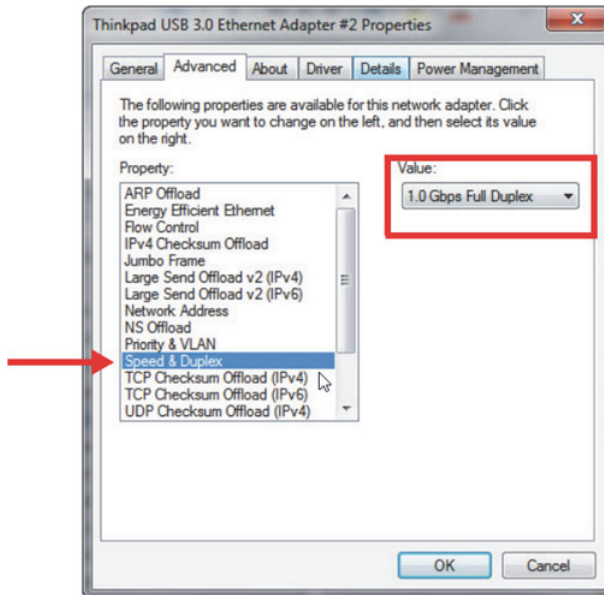 Thinkpad USB 3.0 Ethernet Adapter #2 Properties
General Advanced About Driver Details Power Management
The following properties are available for this network adapter. Click
the property you want to change on the left, and then select its value
on the right.
Property:
Value:
ARP Offload
Energy Efficient Ethernet
Flow Control
IPv4 Checksum Offload
Jumbo Frame
Large Send Offload v2 (IPv4)
Large Send Offload v2 (IPv6)
Network Address
NS Offload
Priority & VLAN
Speed & Duplex
TCP Checksum Offload (IPv4)
TCP Checksum Offload (IPv6)
UDP Checksum Offload (IPv4)
1.0 Gbps Full Duplex
OK Cancel